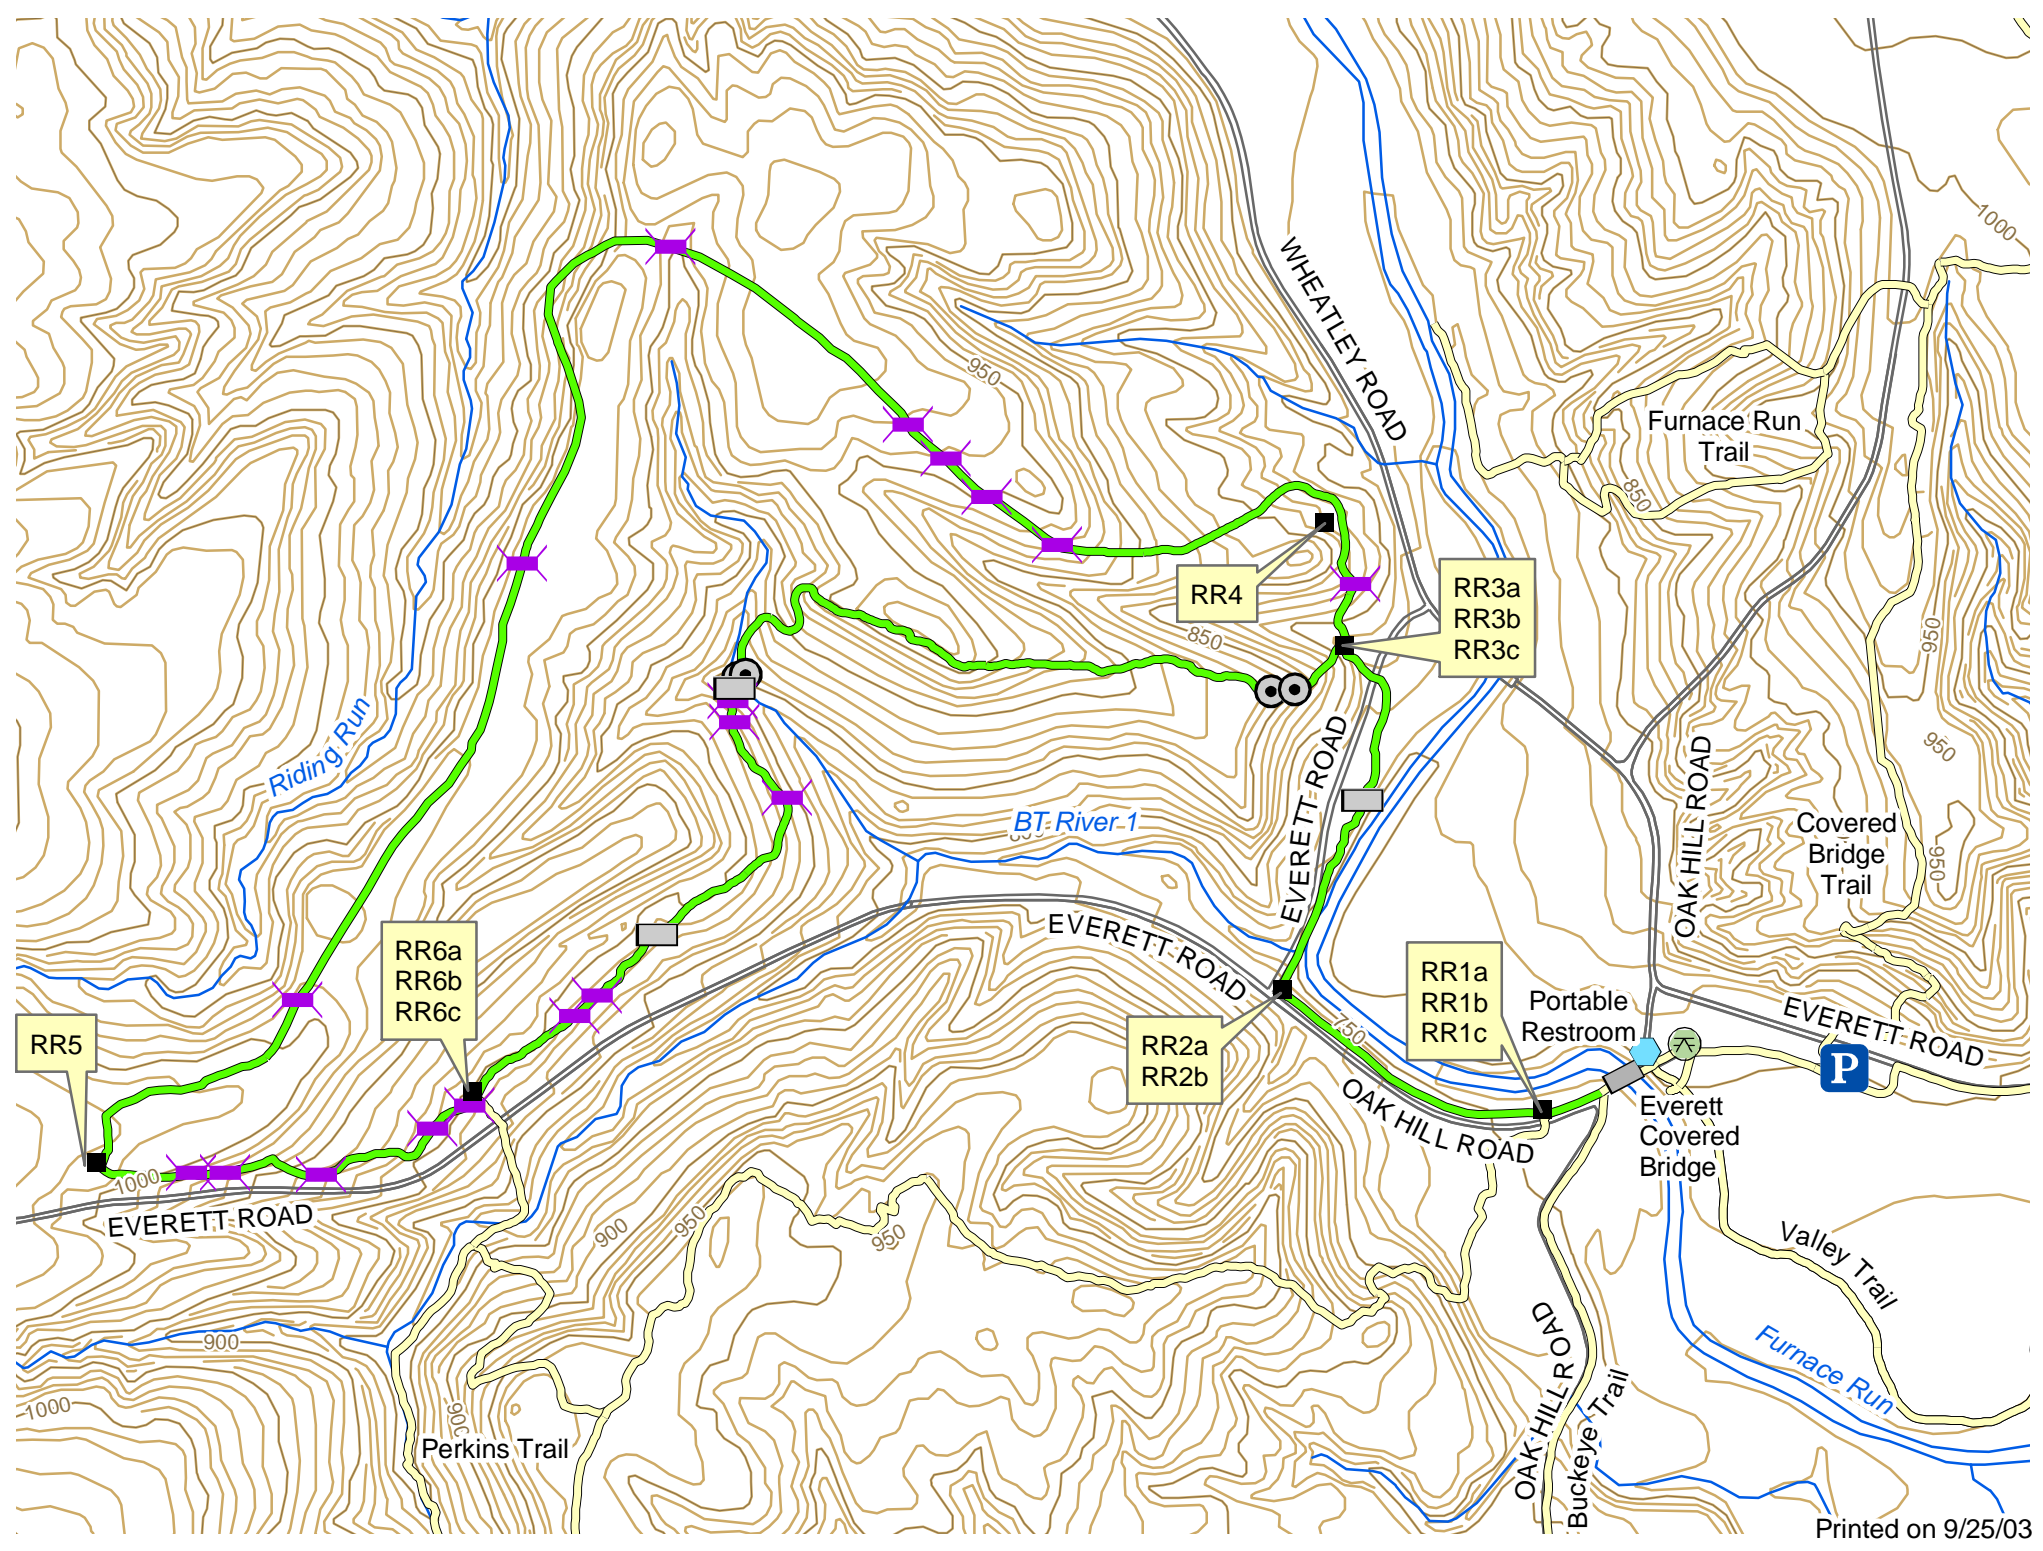 1000
WHEATLEY ROAD
950
Furnace Run
Trail
850
RR4
RR3a
RR3b
RR3c
850
950
950
Riding Run
EVERETT ROAD
OAK HILL ROAD
BT River 1
Covered
Bridge
Trail
950
EVERETT ROAD
RR6a
RR6b
RR6c
RR1a
RR1b
RR1c
Portable
Restroom
EVERETT ROAD
RR5
750
RR2a
RR2b
P
OAK HILL ROAD
Everett
Covered
Bridge
1000
EVERETT ROAD
900
950
950
Valley Trail
900
OAK HILL ROAD
Furnace Run
1000
900
Perkins Trail
Buckeye Trail
Printed on 9/25/03